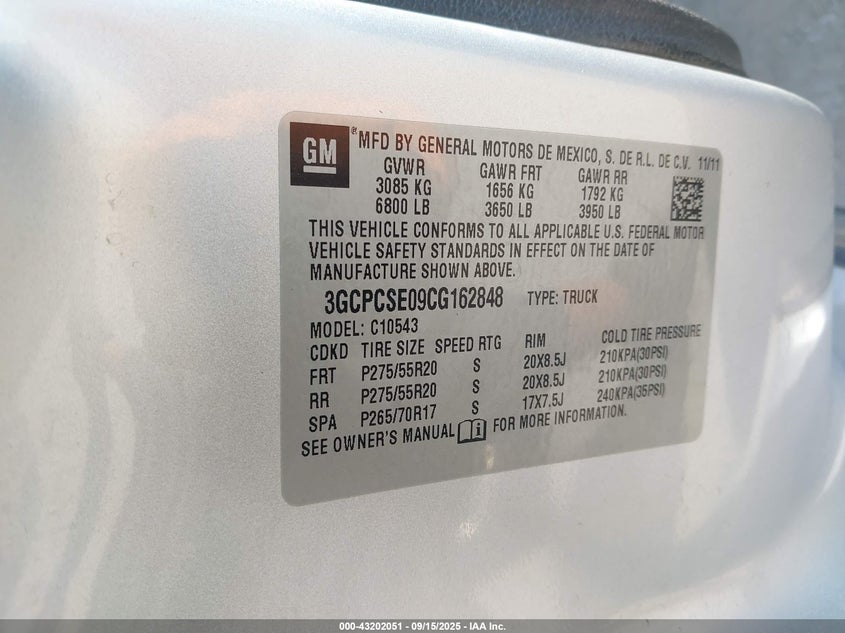 GM
® MFD BY GENERAL MOTORS DE MEXICO, S. DE R.L. DE C.V. 11/11
GVWR GAWR FRT GAWR RR
3085 KG 1656 KG 1792 KG
6800 LB 3650 LB 3950 LB
THIS VEHICLE CONFORMS TO ALL APPLICABLE U.S. FEDERAL MOTOR
VEHICLE SAFETY STANDARDS IN EFFECT ON THE DATE OF
MANUFACTURE SHOWN ABOVE.
3GCPCSE09CG162848 TYPE: TRUCK
MODEL: C10543
CDKD TIRE SIZE SPEED RTG RIM COLD TIRE PRESSURE
FRT P275/55R20 S 20X8.5J 210KPA(30PSI)
RR P275/55R20 S 20X8.5J 210KPA(30PSI)
SPA P265/70R17 S 17X7.5J 240KPA(35PSI)
SEE OWNER'S MANUAL i FOR MORE INFORMATION.
000-43202051 - 09/15/2025 - IAA Inc.